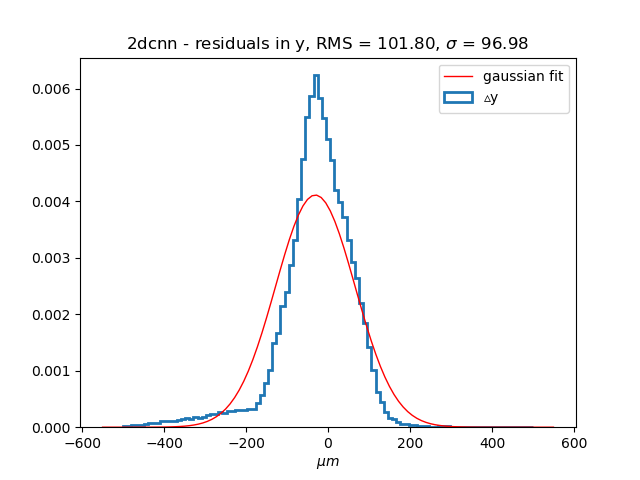 2dcnn - residuals in y, RMS = 101.80, σ = 96.98
gaussian fit
▵y
0.006
0.005
0.004
0.003
0.002
0.001
0.000
−600 −400 −200 0 200 400 600
μm